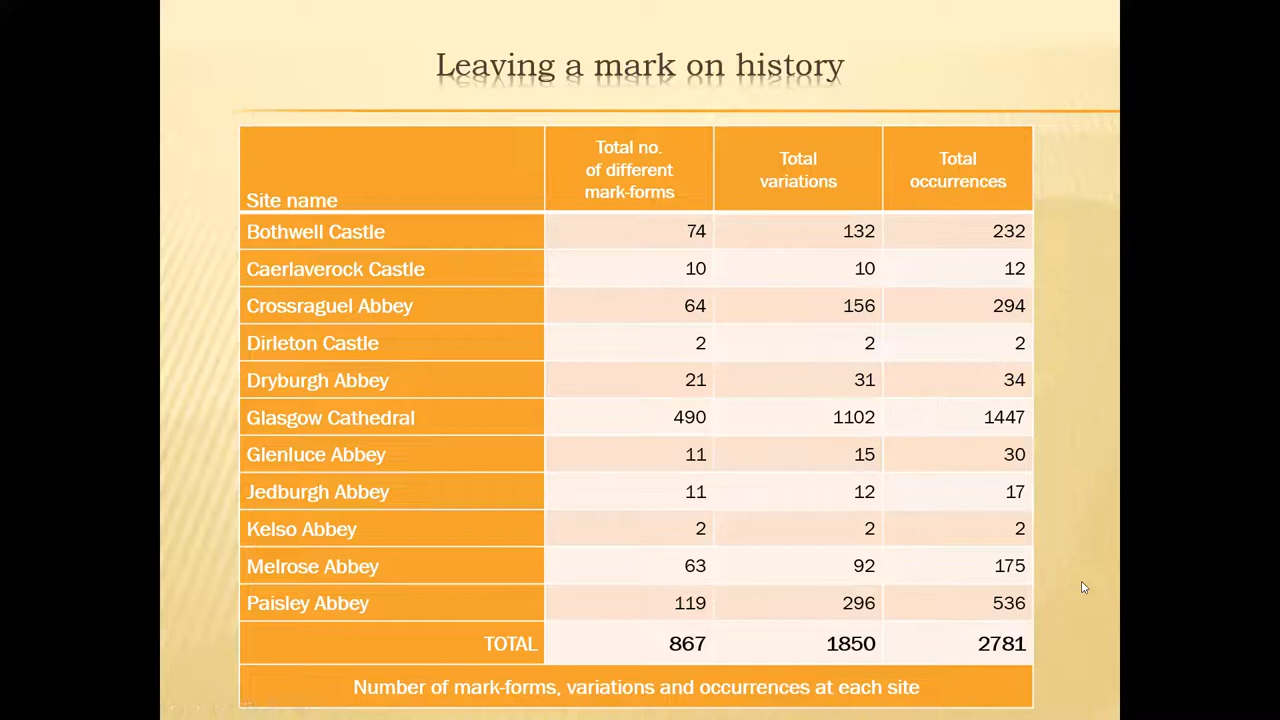 Leaving a mark on history
Site name Total no. of different mark-forms Total variations Total occurrences
Bothwell Castle 74 132 232
Caerlaverock Castle 10 10 12
Crossraguel Abbey 64 156 294
Dirleton Castle 2 2 2
Dryburgh Abbey 21 31 34
Glasgow Cathedral 490 1102 1447
Glenluce Abbey 11 15 30
Jedburgh Abbey 11 12 17
Kelso Abbey 2 2 2
Melrose Abbey 63 92 175
Paisley Abbey 119 296 536
TOTAL 867 1850 2781
Number of mark-forms, variations and occurrences at each site